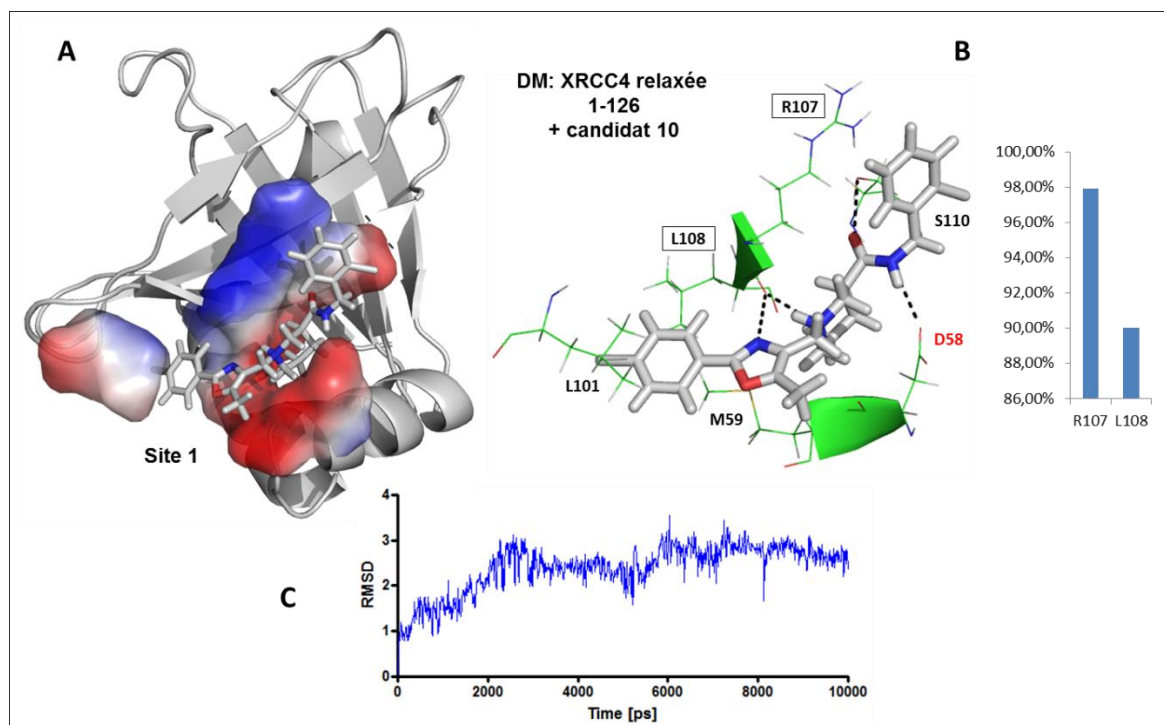 A
Site 1
B
DM: XRCC4 relaxée
1-126
+ candidat 10
R107
S110
L108
D58
L101
M59
100,00%
98,00%
96,00%
94,00%
92,00%
90,00%
88,00%
86,00%
R107 L108
C
RMSD
4
3
2
1
0
0 2000 4000 6000 8000 10000
Time [ps]